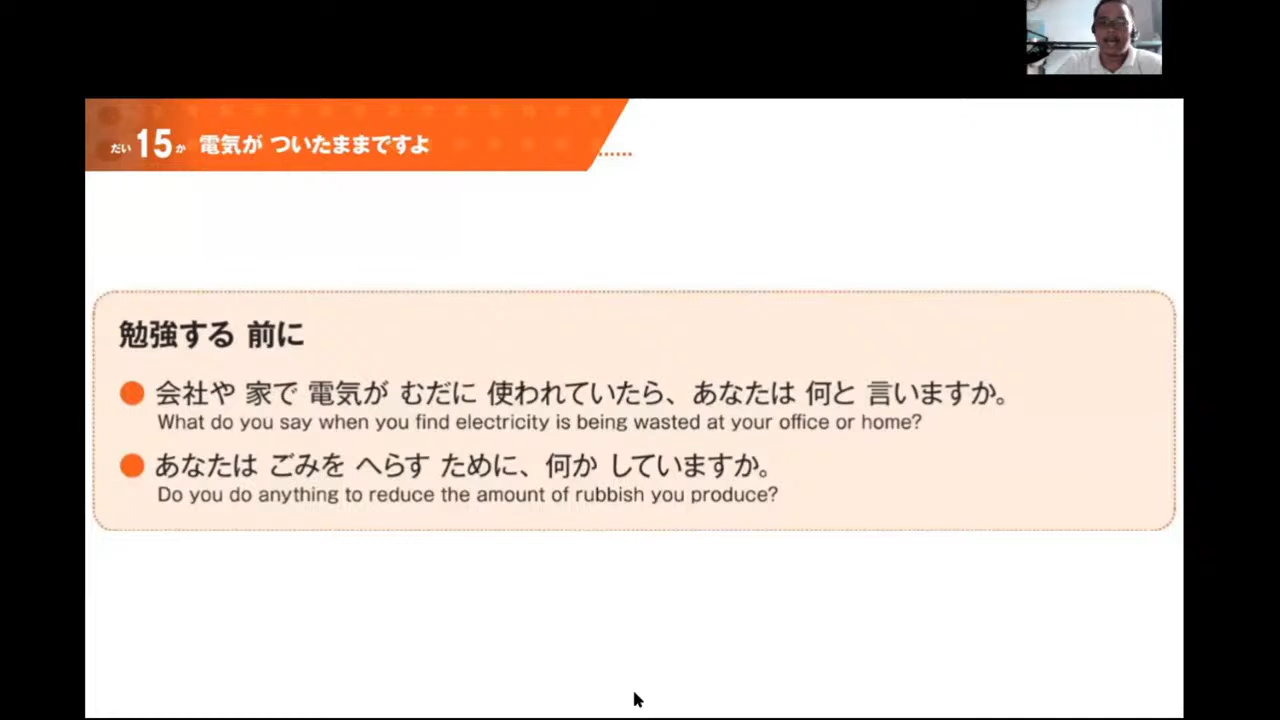 だい15か 電気が ついたままですよ
勉強する 前に
会社や 家で 電気が むだに 使われていたら、あなたは 何と 言いますか。
What do you say when you find electricity is being wasted at your office or home?
あなたは ごみを へらす ために、何か していますか。
Do you do anything to reduce the amount of rubbish you produce?